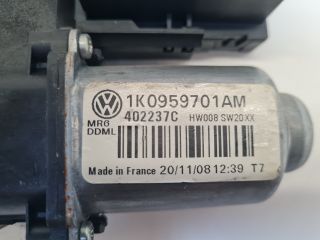 1K0959701AM
402237C HW008 SW20XX
MRG
DDML
Made in France 20/11/08 12:39 T7